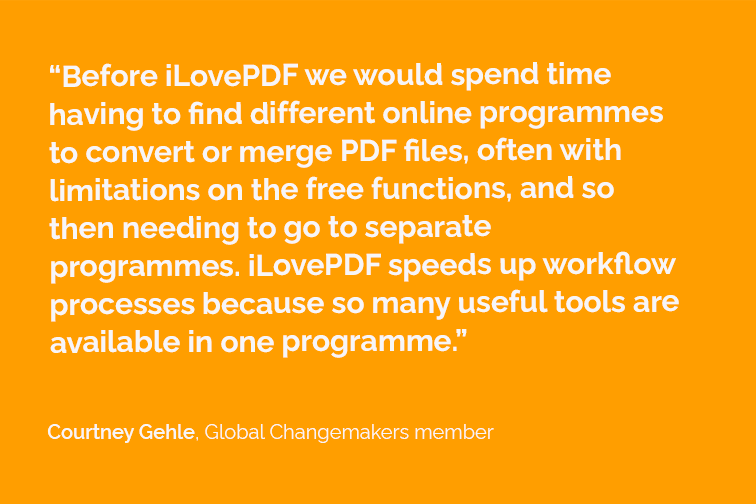 “Before iLovePDF we would spend time
having to find different online programmes
to convert or merge PDF files, often with
limitations on the free functions, and so
then needing to go to separate
programmes. iLovePDF speeds up workflow
processes because so many useful tools are
available in one programme.”
Courtney Gehle, Global Changemakers member